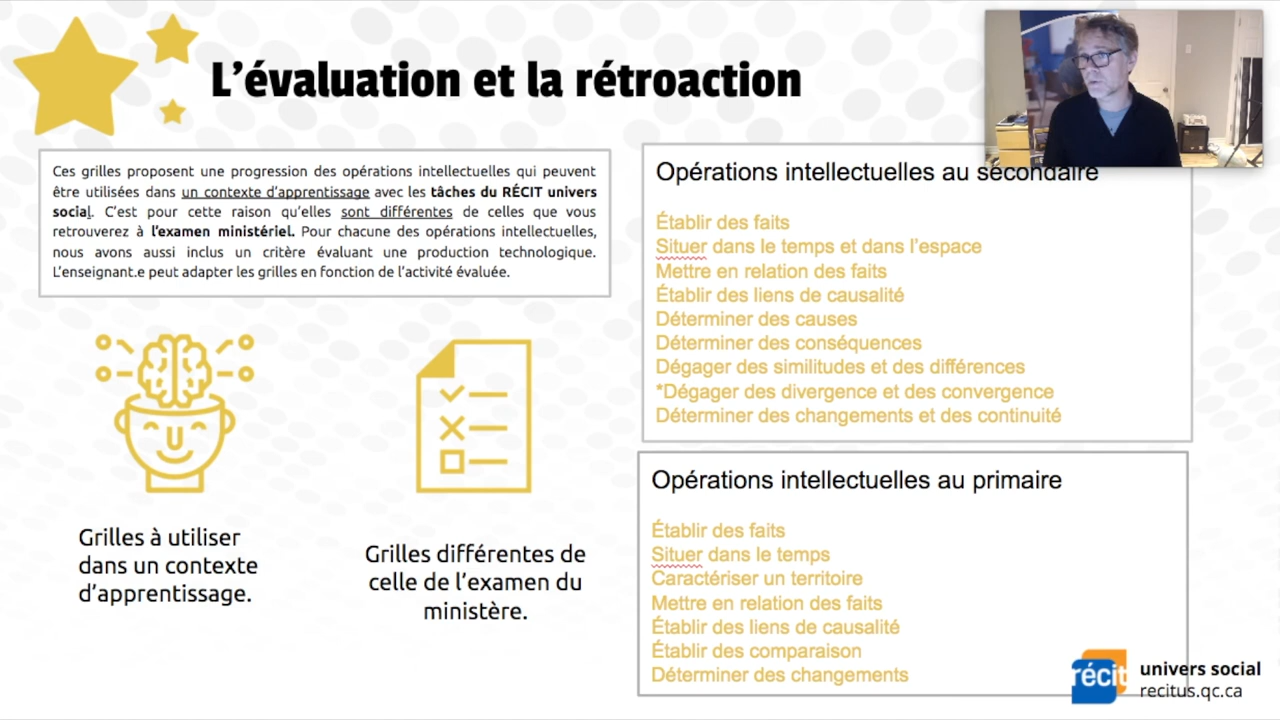 L'évaluation et la rétroaction
Ces grilles proposent une progression des opérations intellectuelles qui peuvent
être utilisées dans un contexte d'apprentissage avec les tâches du RÉCIT univers
social. C'est pour cette raison qu'elles sont différentes de celles que vous
retrouverez à l'examen ministériel. Pour chacune des opérations intellectuelles,
nous avons aussi inclus un critère évaluant une production technologique.
L'enseignant.e peut adapter les grilles en fonction de l'activité évaluée.
Grilles à utiliser
dans un contexte
d'apprentissage.
Grilles différentes de
celle de l'examen du
ministère.
Opérations intellectuelles au secondaire
Établir des faits
Situer dans le temps et dans l'espace
Mettre en relation des faits
Établir des liens de causalité
Déterminer des causes
Déterminer des conséquences
Dégager des similitudes et des différences
*Dégager des divergence et des convergence
Déterminer des changements et des continuité
Opérations intellectuelles au primaire
Établir des faits
Situer dans le temps
Caractériser un territoire
Mettre en relation des faits
Établir des liens de causalité
Établir des comparaison
Déterminer des changements
récit
univers social
recitus.qc.ca